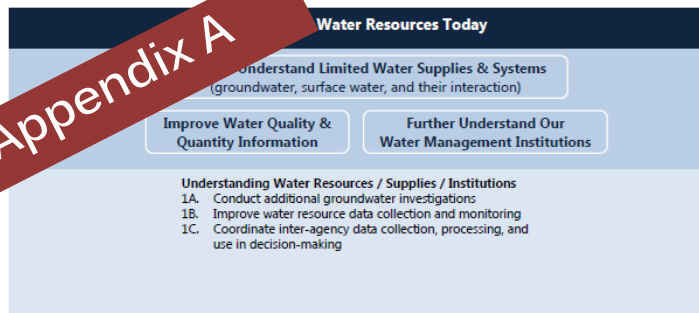 Appendix A
Water Resources Today
Understand Limited Water Supplies & Systems
(groundwater, surface water, and their interaction)
Improve Water Quality &
Quantity Information
Further Understand Our
Water Management Institutions
Understanding Water Resources / Supplies / Institutions
1A. Conduct additional groundwater investigations
1B. Improve water resource data collection and monitoring
1C. Coordinate inter-agency data collection, processing, and
use in decision-making